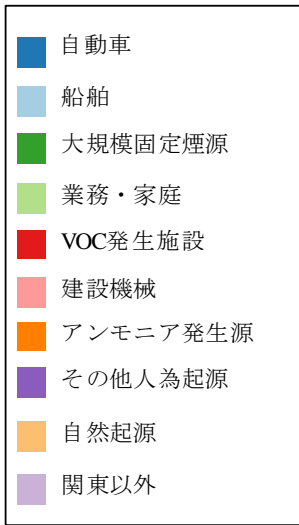 自動車
船舶
大規模固定煙源
業務・家庭
VOC発生施設
建設機械
アンモニア発生源
その他人為起源
自然起源
関東以外